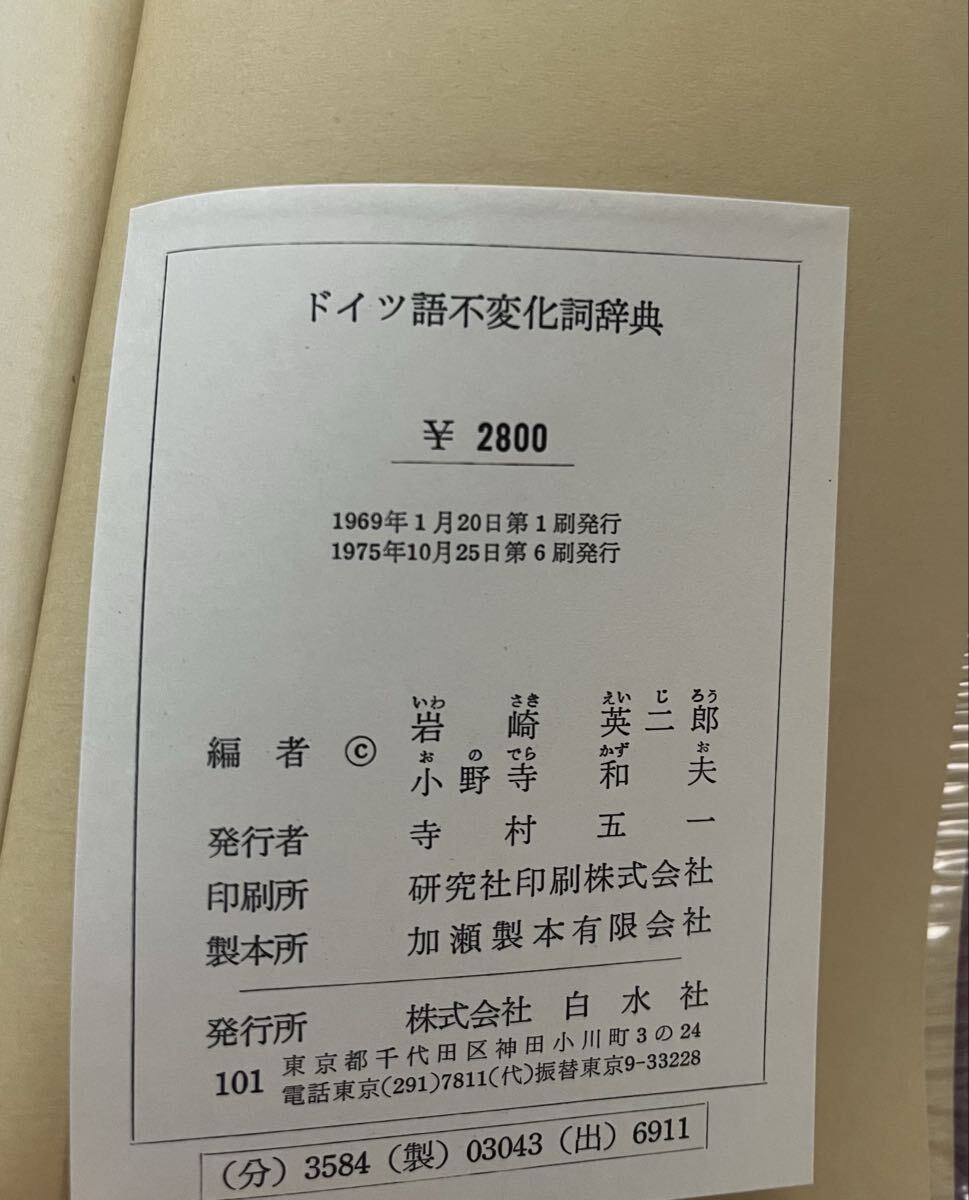 ドイツ語不変化詞辞典
¥ 2800
1969年1月20日第1刷発行
1975年10月25日第6刷発行
いわ さき えい じ ろう
編者 © 岩崎英二郎
お の でら かず お
小野寺和夫
発行者 寺村五一
印刷所 研究社印刷株式会社
製本所 加瀬製本有限会社
発行所 株式会社 白水社
東京都千代田区神田小川町3の24
101 電話東京(291)7811(代)振替東京9-33228
(分)3584(製)03043(出)6911